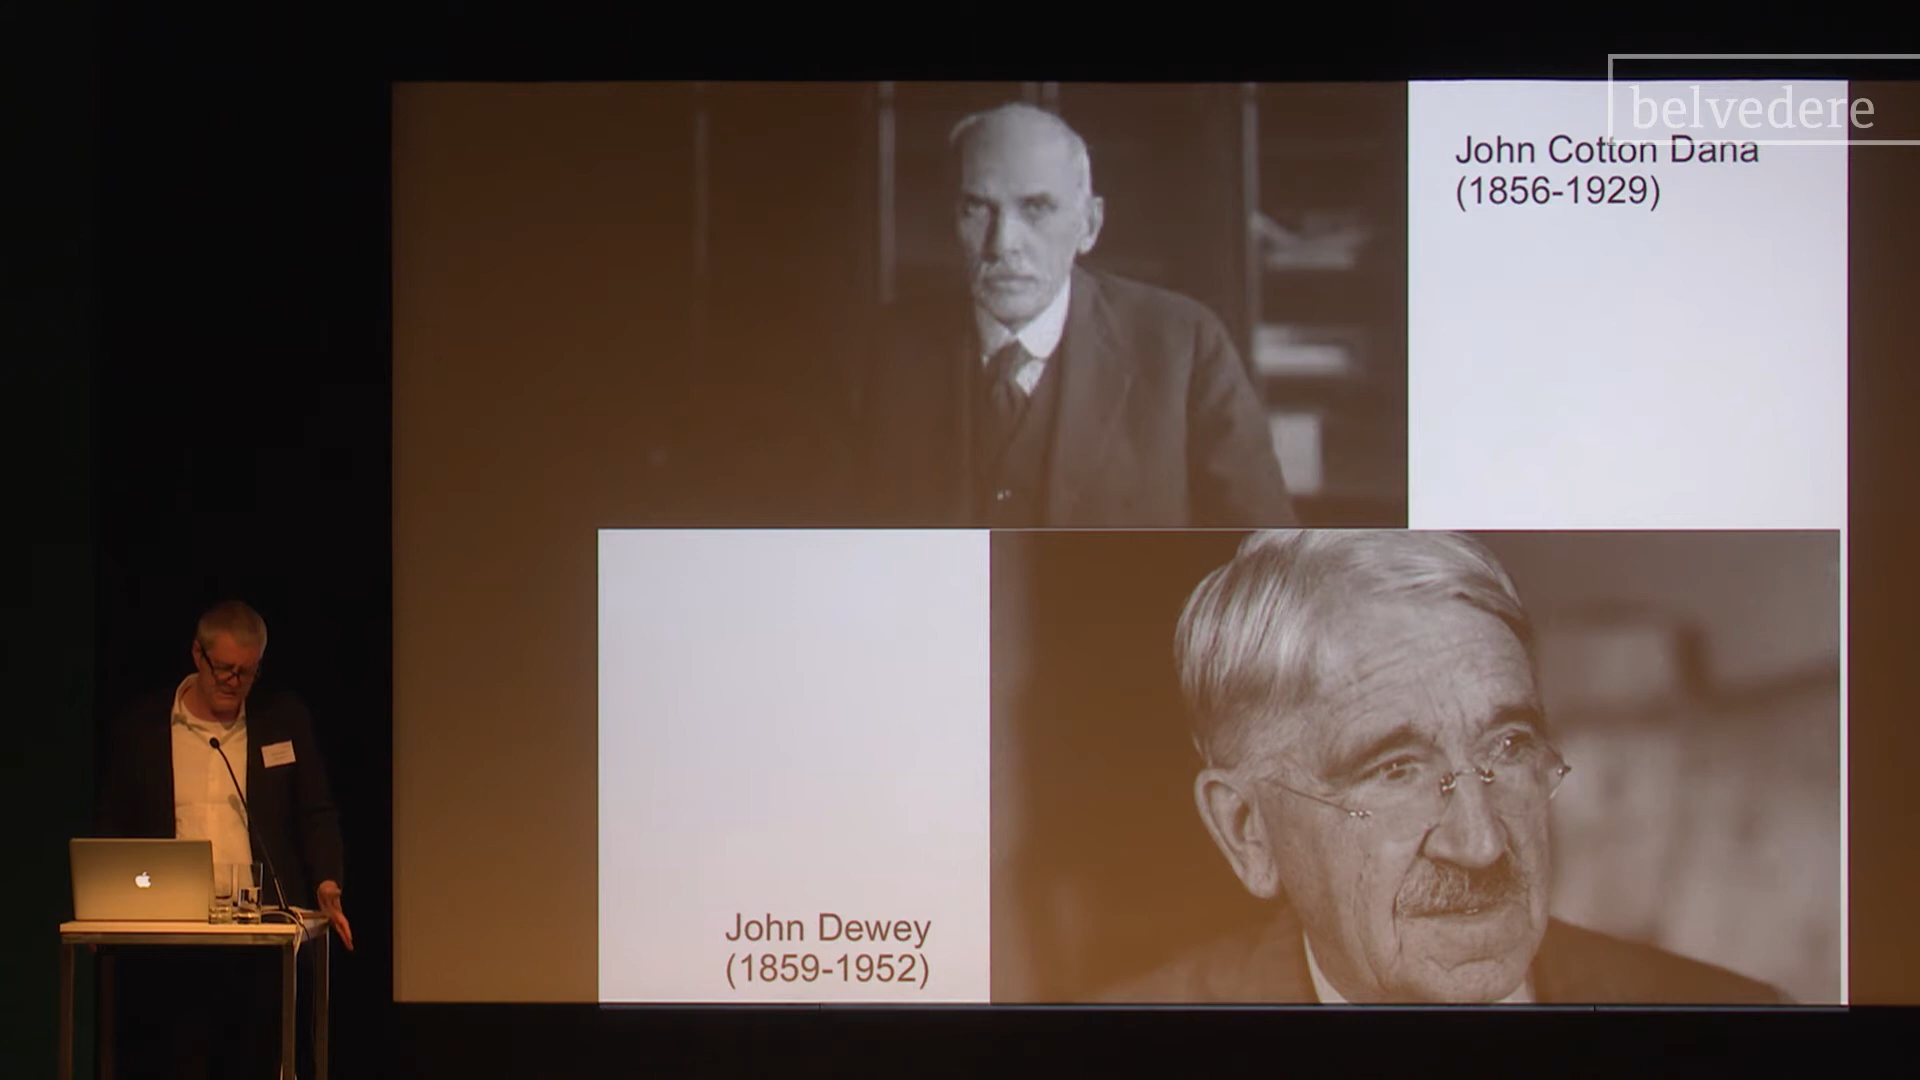 belvedere
John Cotton Dana
(1856-1929)
John Dewey
(1859-1952)